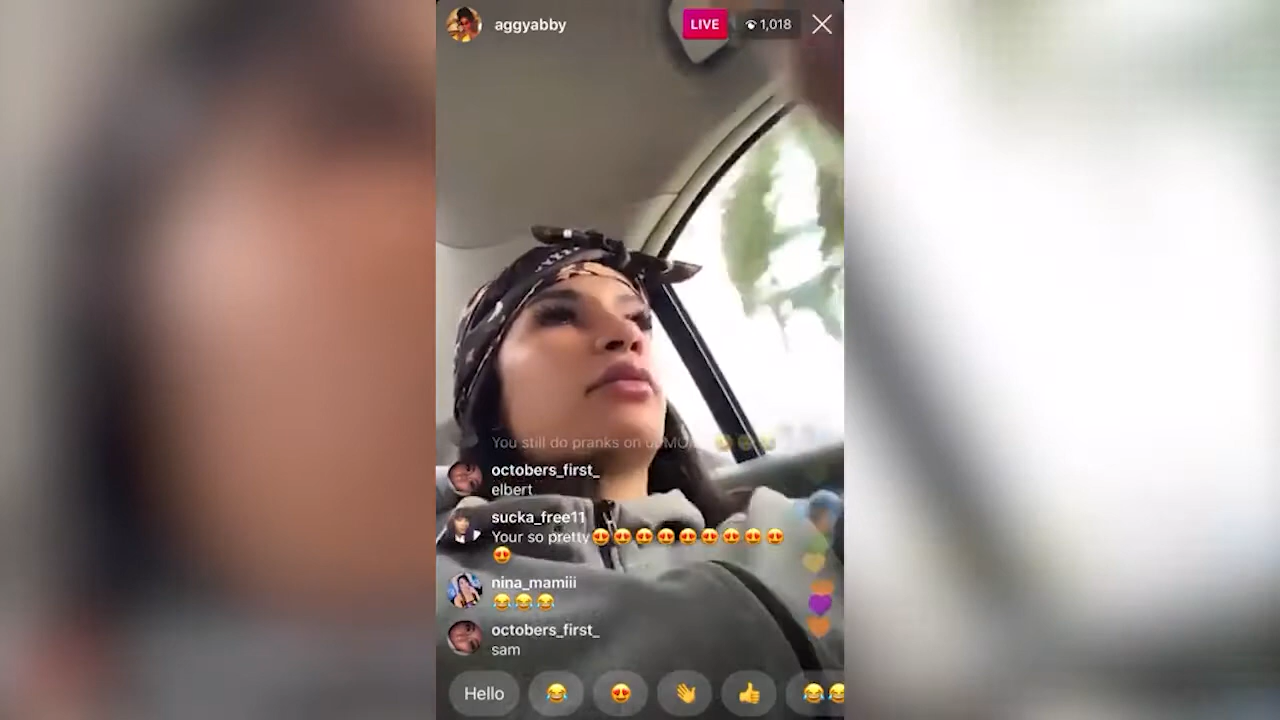 aggyabby
LIVE
1,018
You still do pranks on
octobers_first_
elbert
sucka_free11
Your so pretty😍😍😍😍😍😍😍😍😍
😍
nina_mamiii
😂😂😂
octobers_first_
sam
Hello